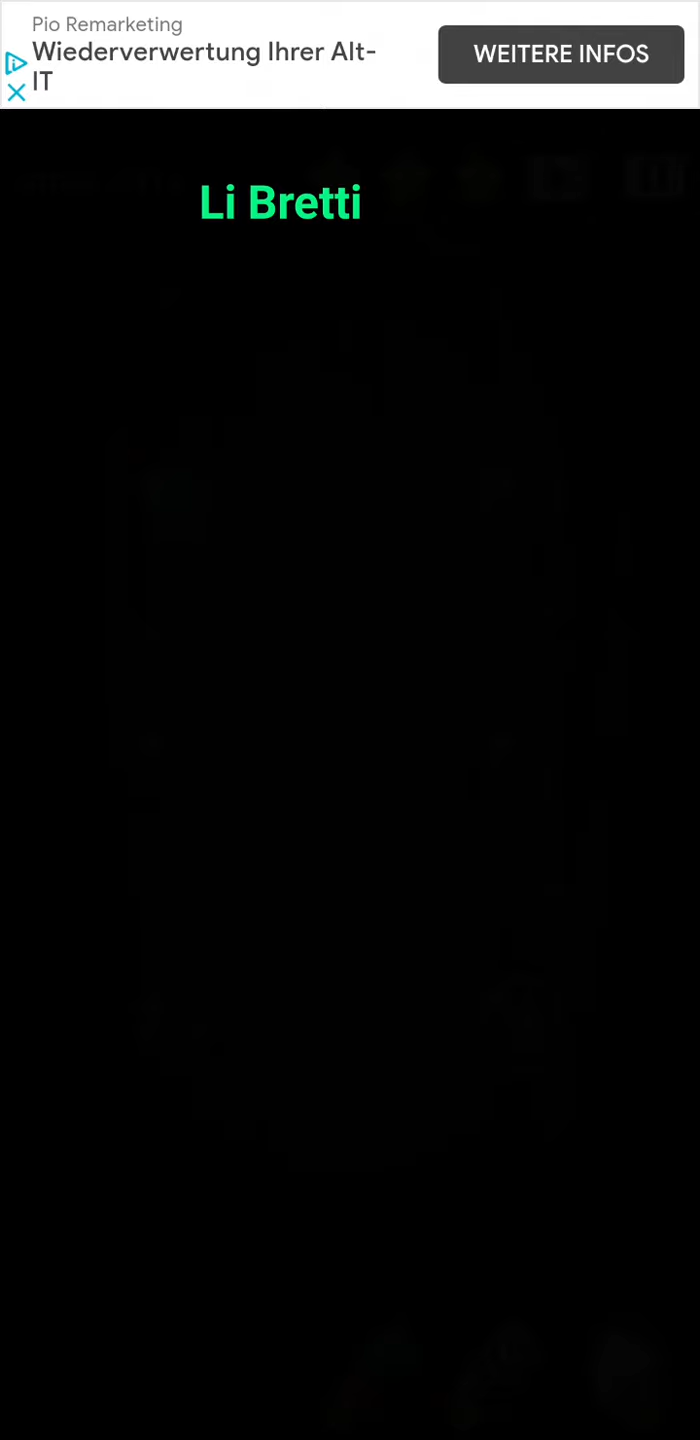 Pio Remarketing
Wiederverwertung Ihrer Alt-
IT
WEITERE INFOS
Li Bretti